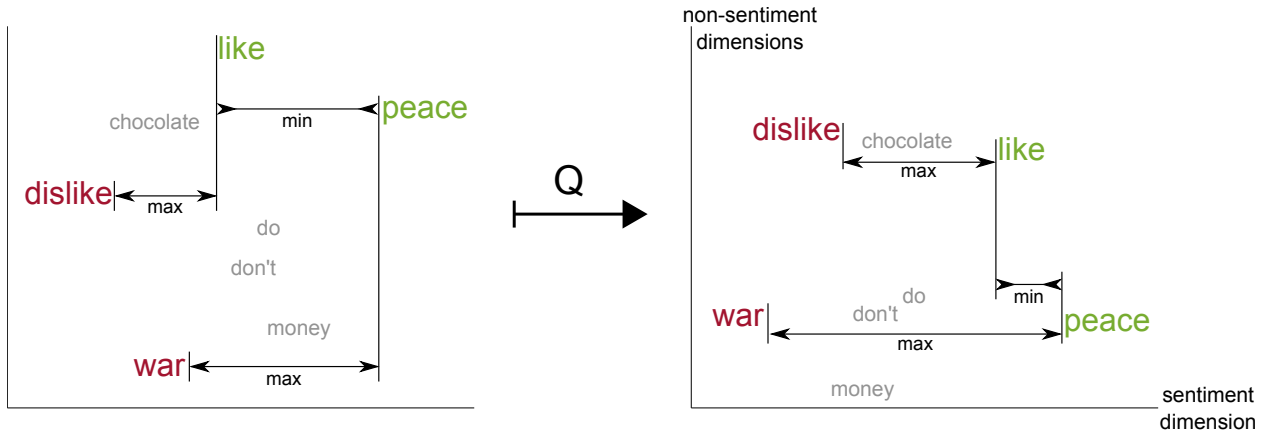 like
peace
chocolate
min
dislike
max
do
don't
money
war
max
Q
non-sentiment
dimensions
dislike
chocolate
like
max
do
don't
min
war
peace
max
money
sentiment
dimension